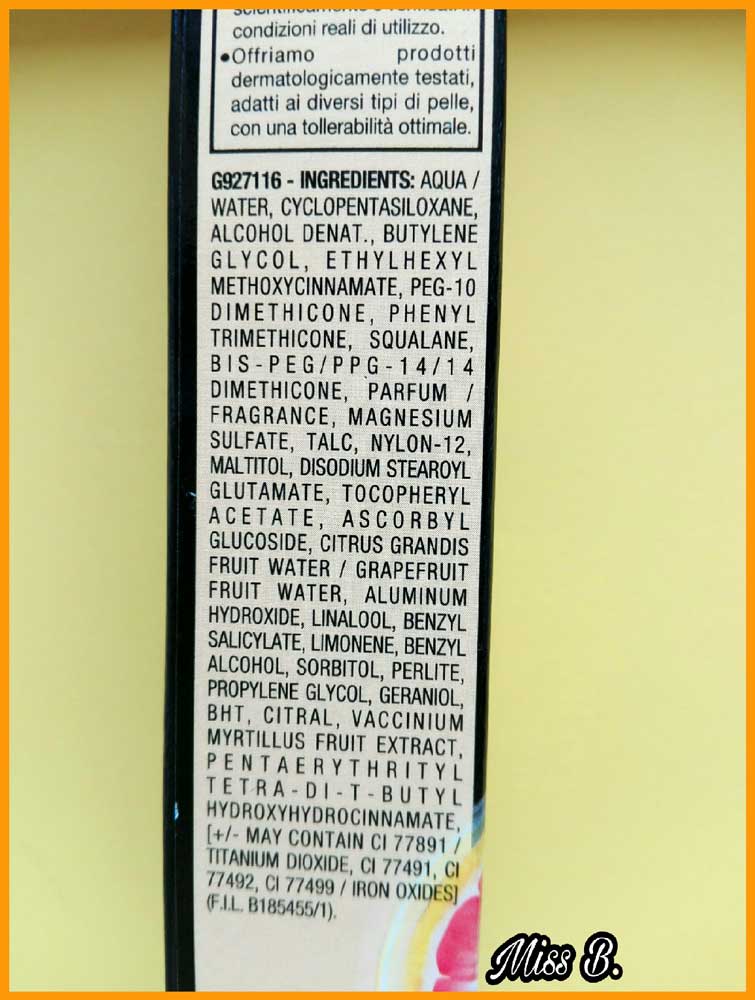 condizioni reali di utilizzo.
•Offriamo prodotti
dermatologicamente testati,
adatti ai diversi tipi di pelle,
con una tollerabilità ottimale.
G927116 - INGREDIENTS: AQUA /
WATER, CYCLOPENTASILOXANE,
ALCOHOL DENAT., BUTYLENE
GLYCOL, ETHYLHEXYL
METHOXYCINNAMATE, PEG-10
DIMETHICONE, PHENYL
TRIMETHICONE, SQUALANE,
BIS-PEG/PPG-14/14
DIMETHICONE, PARFUM /
FRAGRANCE, MAGNESIUM
SULFATE, TALC, NYLON-12,
MALTITOL, DISODIUM STEAROYL
GLUTAMATE, TOCOPHERYL
ACETATE, ASCORBYL
GLUCOSIDE, CITRUS GRANDIS
FRUIT WATER / GRAPEFRUIT
FRUIT WATER, ALUMINUM
HYDROXIDE, LINALOOL, BENZYL
SALICYLATE, LIMONENE, BENZYL
ALCOHOL, SORBITOL, PERLITE,
PROPYLENE GLYCOL, GERANIOL,
BHT, CITRAL, VACCINIUM
MYRTILLUS FRUIT EXTRACT,
PENTAERYTHRITYL
TETRA-DI-T-BUTYL
HYDROXYHYDROCINNAMATE,
[+/- MAY CONTAIN CI 77891 /
TITANIUM DIOXIDE, CI 77491, CI
77492, CI 77499 / IRON OXIDES]
(F.I.L. B185455/1).
Miss B.